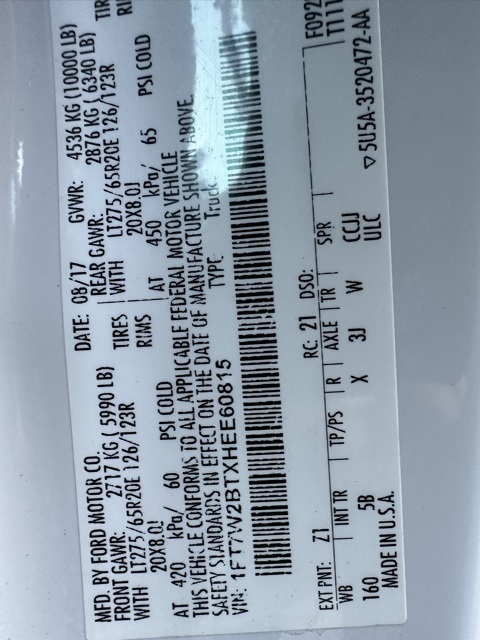 MFD. BY FORD MOTOR CO.
DATE: 08/17 GVWR: 4536 KG (10000 LB)
FRONT GAWR: 2717 KG (5990 LB)
REAR GAWR: 2876 KG (6340 LB)
WITH LT275/65R20E 126/123R TIRES WITH LT275/65R20E 126/123R
20X8.0J RIMS 20X8.0J
AT 420 kPa/ 60 PSI COLD AT 450 kPa/ 65 PSI COLD
THIS VEHICLE CONFORMS TO ALL APPLICABLE FEDERAL MOTOR VEHICLE
SAFETY STANDARDS IN EFFECT ON THE DATE OF MANUFACTURE SHOWN ABOVE.
VIN: 1FT7W2BTXHEE60815 TYPE: Truck
F092
T111
EXT PNT: Z1 RC: 21 DSO:
WB INT TR TP/PS R AXLE TR SPR
160 5B X 3J W CCJJ
MADE IN U.S.A. ULC
▽ 5U5A-3520472-AA